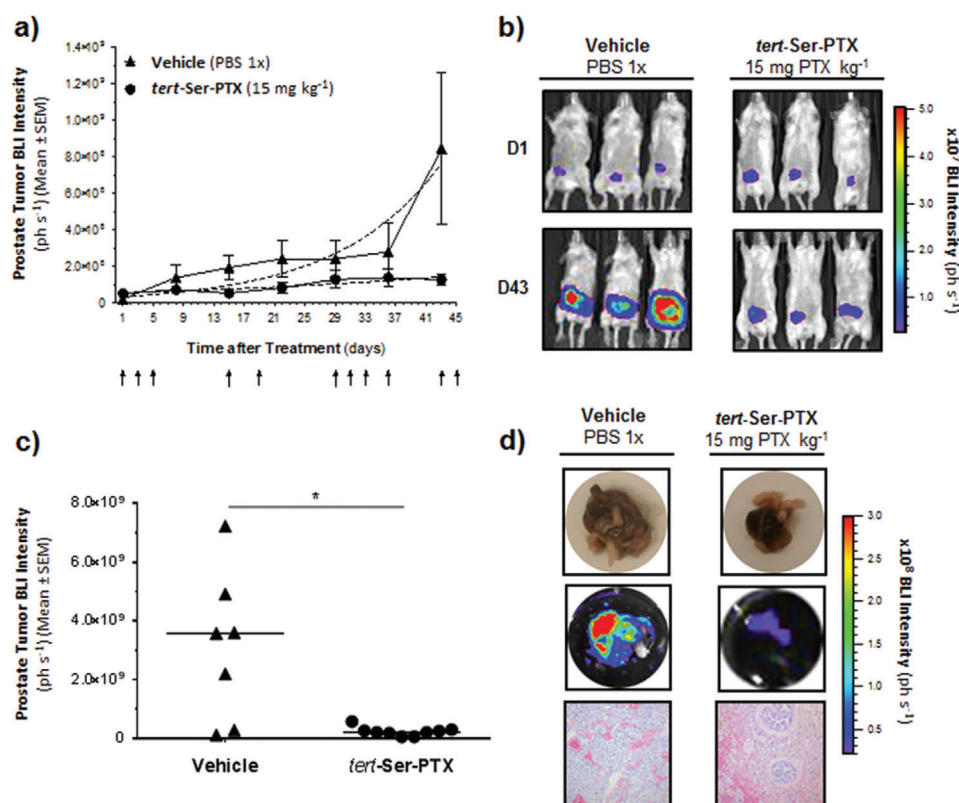 a)
1.4×10⁹
1.2×10⁹
1.0×10⁹
8.0×10⁸
6.0×10⁸
4.0×10⁸
2.0×10⁸
0
Prostate Tumor BLI Intensity
(ph s⁻¹) (Mean ±SEM)
Vehicle (PBS 1x)
tert-Ser-PTX (15 mg kg⁻¹)
1 5 9 13 17 21 25 29 33 37 41 45
Time after Treatment (days)
b)
Vehicle
PBS 1x
tert-Ser-PTX
15 mg PTX kg⁻¹
D1
D43
5.0
4.0
3.0
2.0
1.0
x10⁷ BLI Intensity (ph s⁻¹)
c)
8.0×10⁹
6.0×10⁹
4.0×10⁹
2.0×10⁹
0
Prostate Tumor BLI Intensity
(ph s⁻¹) (Mean ±SEM)
*
Vehicle
tert-Ser-PTX
d)
Vehicle
PBS 1x
tert-Ser-PTX
15 mg PTX kg⁻¹
3.0
2.5
2.0
1.5
1.0
0.5
x10⁸ BLI Intensity (ph s⁻¹)